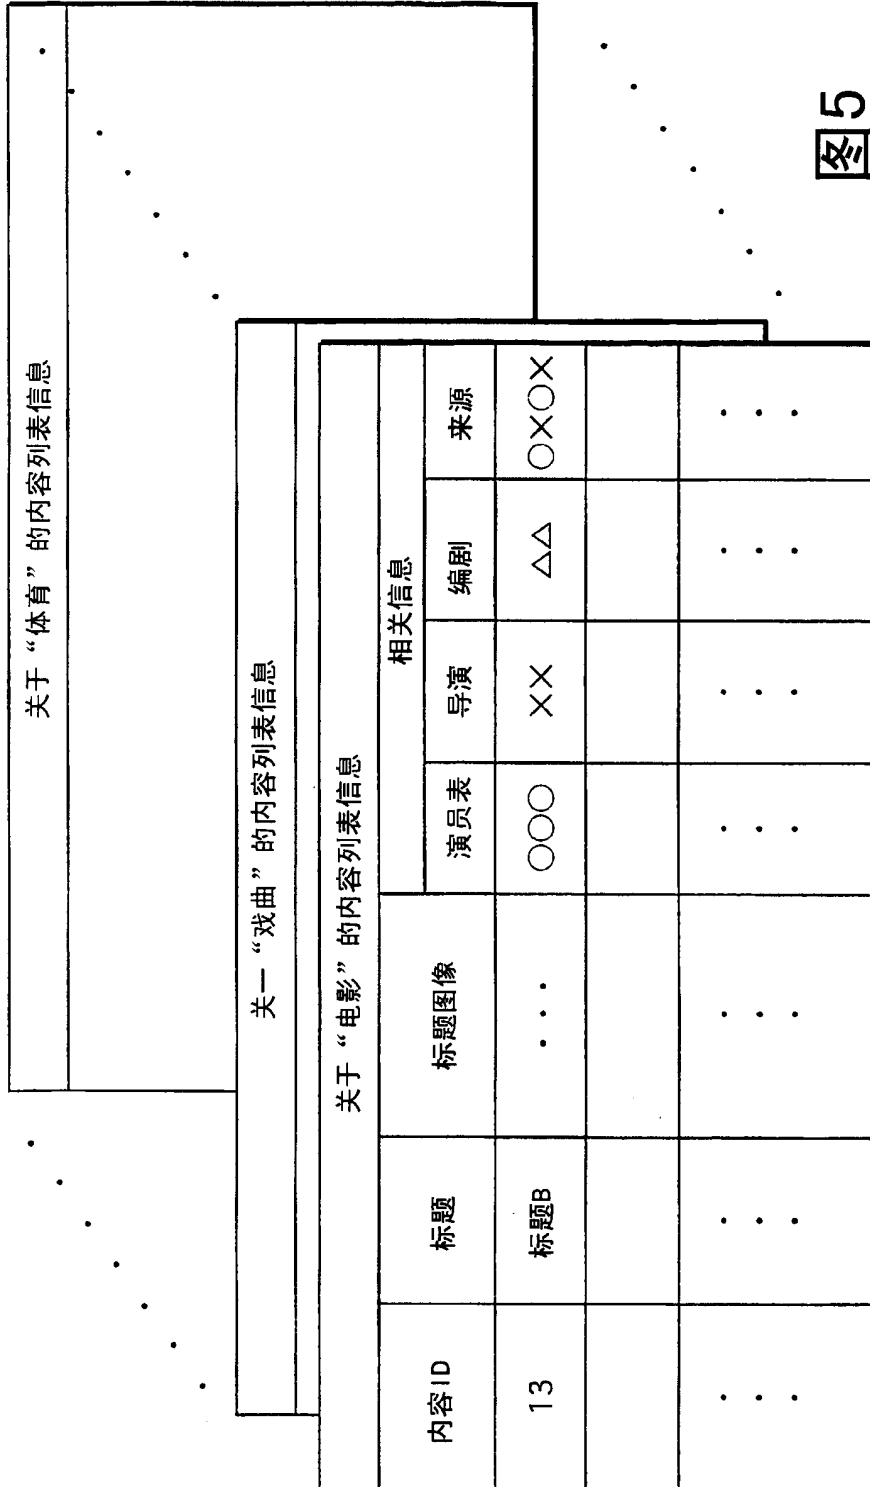 关于“体育”的内容列表信息
关一“戏曲”的内容列表信息
关于“电影”的内容列表信息
内容ID 标题 标题图像 相关信息
演员表 导演 编剧 来源
13 标题B ・・・ ○○○ ×× △△ ○×○×
・・・ ・・・ ・・・ ・・・ ・・・ ・・・ ・・・
图5